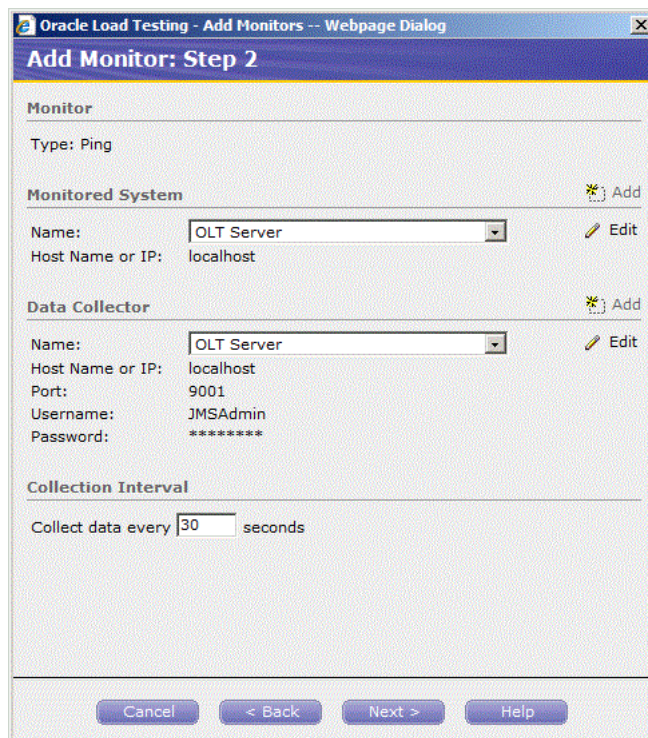 Oracle Load Testing - Add Monitors -- Webpage Dialog
Add Monitor: Step 2
Monitor
Type: Ping
Monitored System Add
Name: OLT Server Edit
Host Name or IP: localhost
Data Collector Add
Name: OLT Server Edit
Host Name or IP: localhost
Port: 9001
Username: JMSAdmin
Password: ********
Collection Interval
Collect data every 30 seconds
Cancel < Back Next > Help